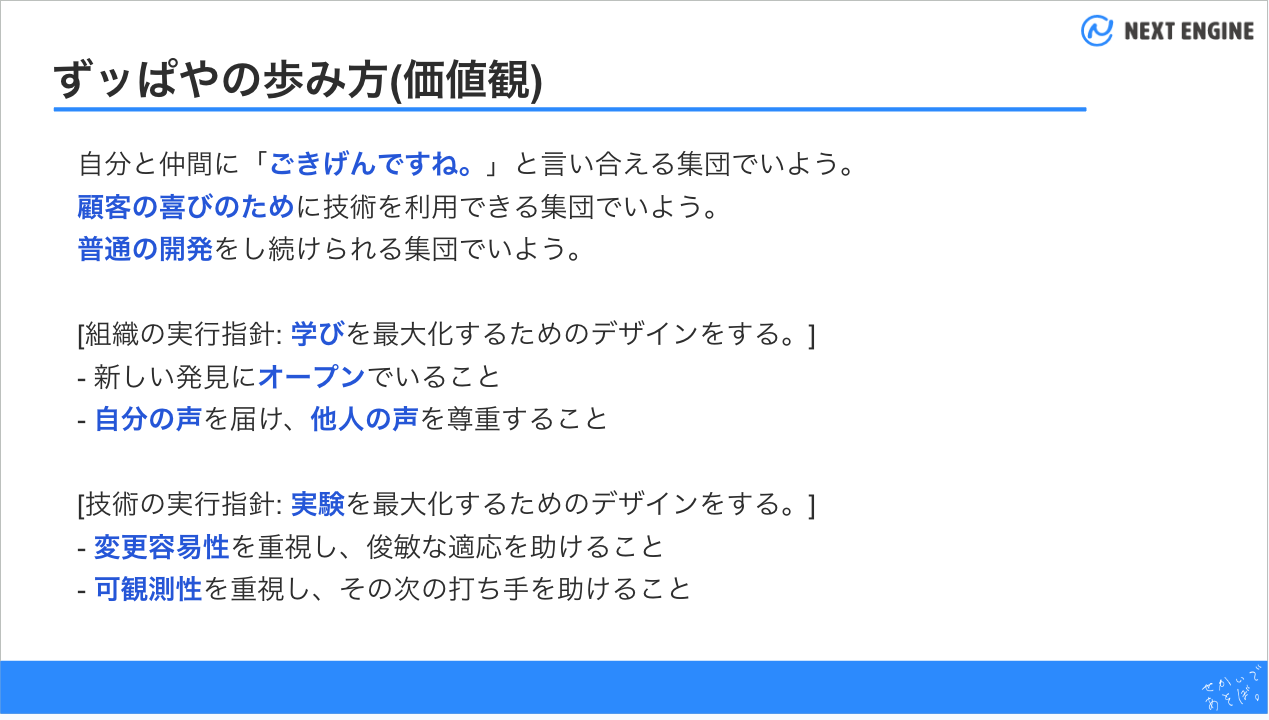 NEXT ENGINE
ずッぱやの歩み方(価値観)
自分と仲間に「ごきげんですね。」と言い合える集団でいよう。
顧客の喜びのために技術を利用できる集団でいよう。
普通の開発をし続けられる集団でいよう。
[組織の実行指針: 学びを最大化するためのデザインをする。]
- 新しい発見にオープンでいること
- 自分の声を届け、他人の声を尊重すること
[技術の実行指針: 実験を最大化するためのデザインをする。]
- 変更容易性を重視し、俊敏な適応を助けること
- 可観測性を重視し、その次の打ち手を助けること
せかいで
あそぼ。